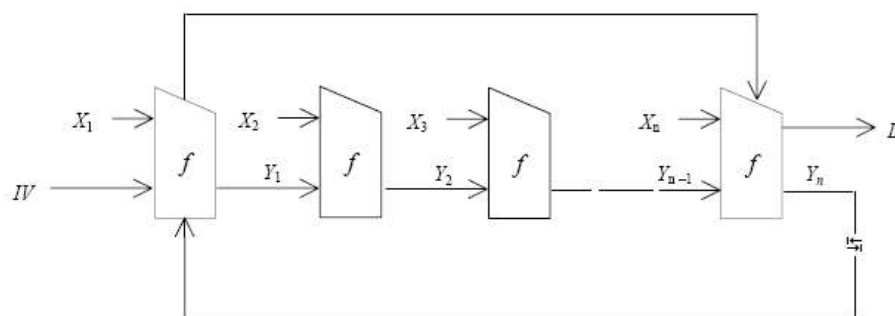 X₁
X₂
X₃
Xₙ
f
f
f
f
IV
Y₁
Y₂
Yₙ₋₁
Yₙ